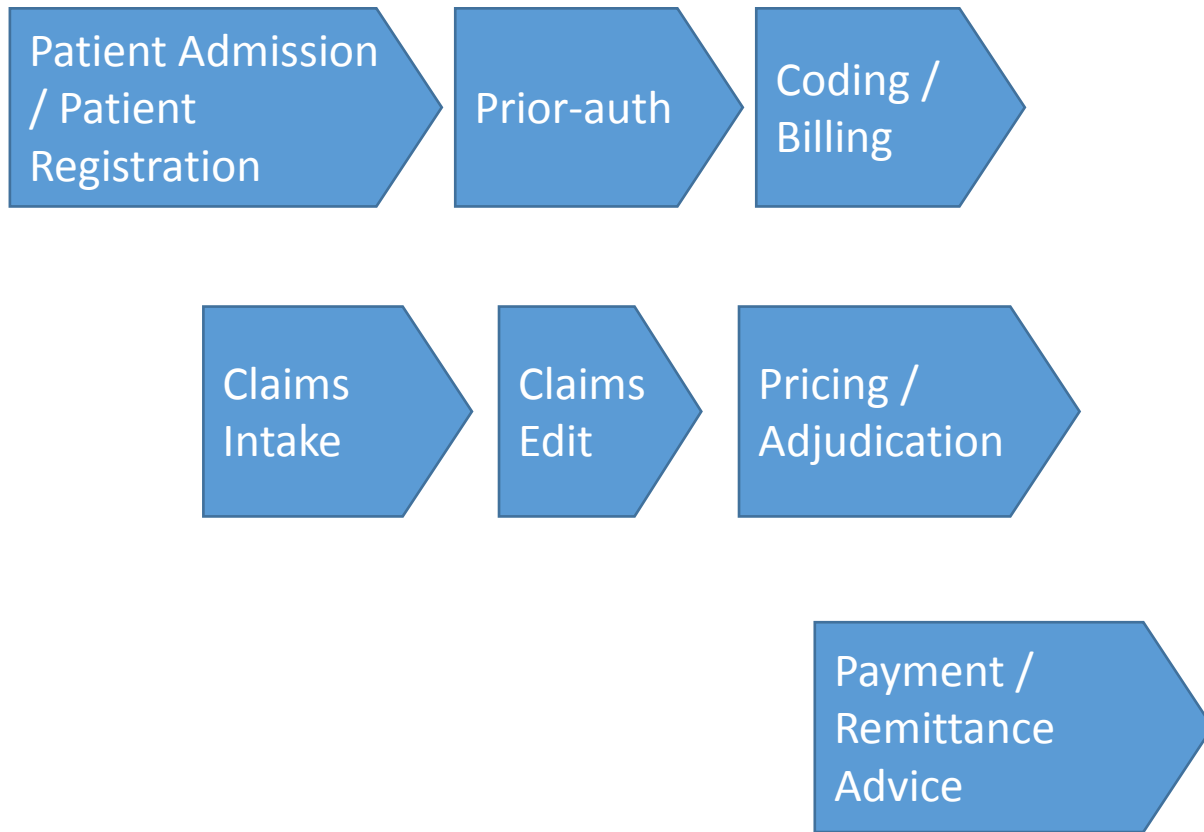 Patient Admission
/ Patient
Registration
Prior-auth
Coding /
Billing
Claims
Intake
Claims
Edit
Pricing /
Adjudication
Payment /
Remittance
Advice